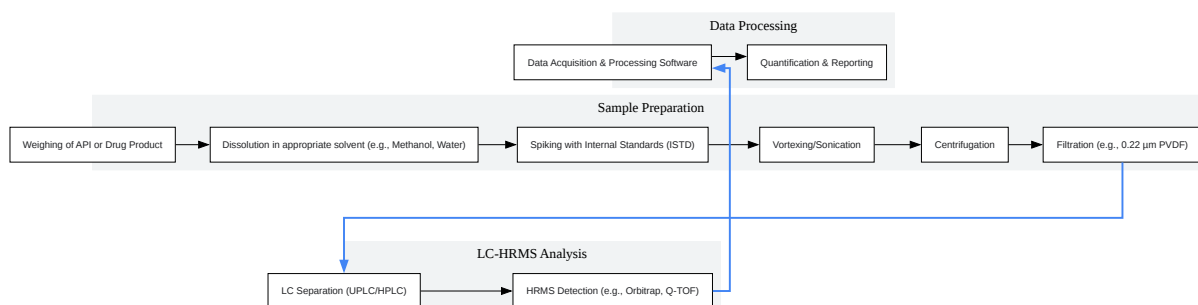 Data Processing
Data Acquisition & Processing Software
Quantification & Reporting
Sample Preparation
Weighing of API or Drug Product
Dissolution in appropriate solvent (e.g., Methanol, Water)
Spiking with Internal Standards (ISTD)
Vortexing/Sonication
Centrifugation
Filtration (e.g., 0.22 µm PVDF)
LC-HRMS Analysis
LC Separation (UPLC/HPLC)
HRMS Detection (e.g., Orbitrap, Q-TOF)